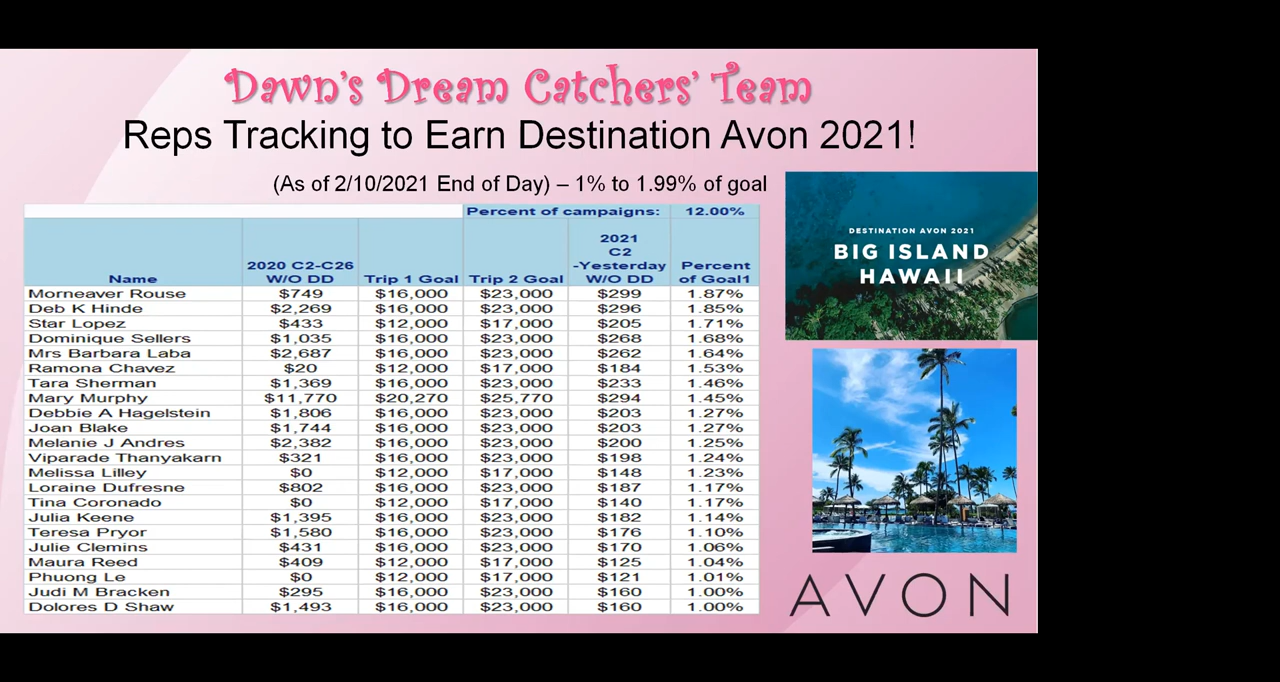 Dawn's Dream Catchers' Team
Reps Tracking to Earn Destination Avon 2021!
(As of 2/10/2021 End of Day) – 1% to 1.99% of goal
Percent of campaigns: 12.00%
Name 2020 C2-C26 W/O DD Trip 1 Goal Trip 2 Goal 2021 C2 -Yesterday W/O DD Percent of Goal1
Morneaver Rouse $749 $16,000 $23,000 $299 1.87%
Deb K Hinde $2,269 $16,000 $23,000 $296 1.85%
Star Lopez $433 $12,000 $17,000 $205 1.71%
Dominique Sellers $1,035 $16,000 $23,000 $268 1.68%
Mrs Barbara Laba $2,687 $16,000 $23,000 $262 1.64%
Ramona Chavez $20 $12,000 $17,000 $184 1.53%
Tara Sherman $1,369 $16,000 $23,000 $233 1.46%
Mary Murphy $11,770 $20,270 $25,770 $294 1.45%
Debbie A Hagelstein $1,806 $16,000 $23,000 $203 1.27%
Joan Blake $1,744 $16,000 $23,000 $203 1.27%
Melanie J Andres $2,382 $16,000 $23,000 $200 1.25%
Viparade Thanyakarn $321 $16,000 $23,000 $198 1.24%
Melissa Lilley $0 $12,000 $17,000 $148 1.23%
Loraine Dufresne $802 $16,000 $23,000 $187 1.17%
Tina Coronado $0 $12,000 $17,000 $140 1.17%
Julia Keene $1,395 $16,000 $23,000 $182 1.14%
Teresa Pryor $1,580 $16,000 $23,000 $176 1.10%
Julie Clemins $431 $16,000 $23,000 $170 1.06%
Maura Reed $409 $12,000 $17,000 $125 1.04%
Phuong Le $0 $12,000 $17,000 $121 1.01%
Judi M Bracken $295 $16,000 $23,000 $160 1.00%
Dolores D Shaw $1,493 $16,000 $23,000 $160 1.00%
DESTINATION AVON 2021
BIG ISLAND
HAWAII
AVON